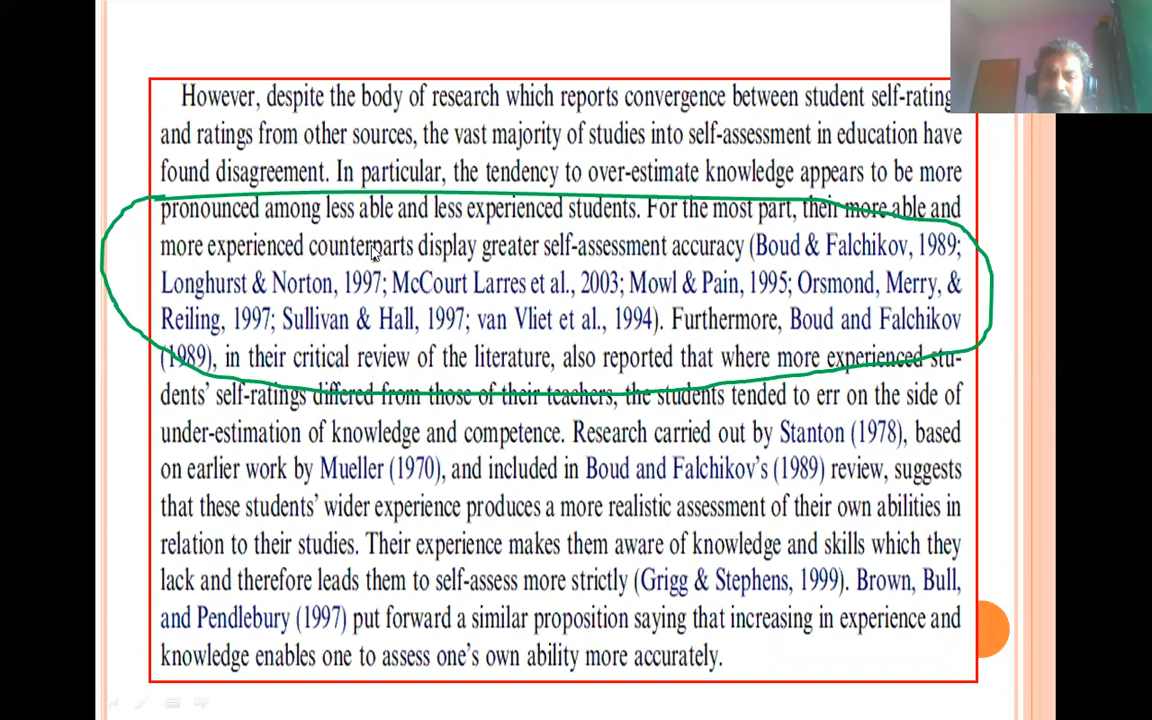 However, despite the body of research which reports convergence between student self-rating
and ratings from other sources, the vast majority of studies into self-assessment in education have
found disagreement. In particular, the tendency to over-estimate knowledge appears to be more
pronounced among less able and less experienced students. For the most part, their more able and
more experienced counterparts display greater self-assessment accuracy (Boud & Falchikov, 1989;
Longhurst & Norton, 1997; McCourt Larres et al., 2003; Mowl & Pain, 1995; Orsmond, Merry, &
Reiling, 1997; Sullivan & Hall, 1997; van Vliet et al., 1994). Furthermore, Boud and Falchikov
(1989), in their critical review of the literature, also reported that where more experienced stu-
dents' self-ratings differed from those of their teachers, the students tended to err on the side of
under-estimation of knowledge and competence. Research carried out by Stanton (1978), based
on earlier work by Mueller (1970), and included in Boud and Falchikov's (1989) review, suggests
that these students' wider experience produces a more realistic assessment of their own abilities in
relation to their studies. Their experience makes them aware of knowledge and skills which they
lack and therefore leads them to self-assess more strictly (Grigg & Stephens, 1999). Brown, Bull,
and Pendlebury (1997) put forward a similar proposition saying that increasing in experience and
knowledge enables one to assess one's own ability more accurately.